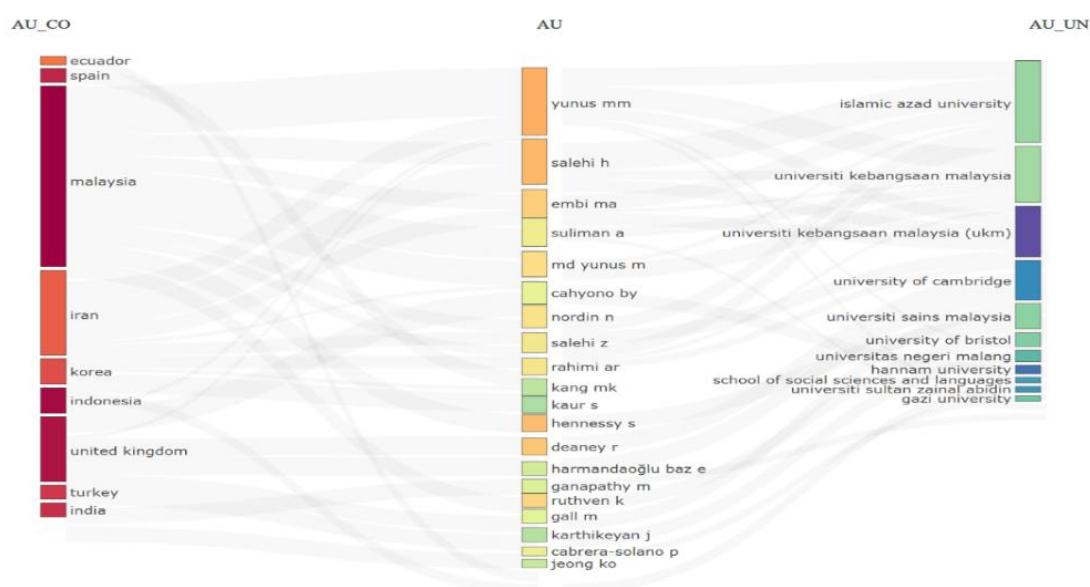 AU_CO
AU
AU_UN
ecuador
spain
malaysia
iran
korea
indonesia
united kingdom
turkey
india
yunus mm
salehi h
embi ma
suliman a
md yunus m
cahyono by
nordin n
salehi z
rahimi ar
kang mk
kaur s
hennessy s
deaney r
harmandaoğlu baz e
ganapathy m
ruthven k
gall m
karthikeyan j
cabrera-solano p
jeong ko
islamic azad university
universiti kebangsaan malaysia
universiti kebangsaan malaysia (ukm)
university of cambridge
universiti sains malaysia
university of bristol
universitas negeri malang
hannam university
school of social sciences and languages
universiti sultan zainal abidin
gazi university